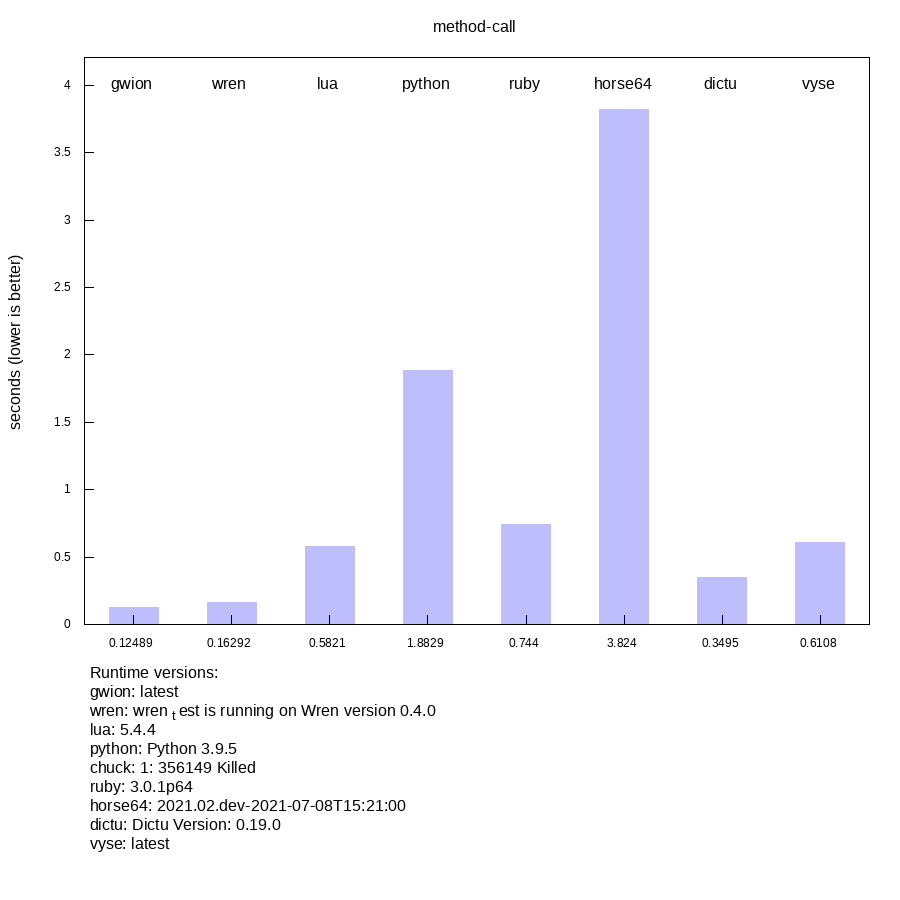 method-call
seconds (lower is better)
4
3.5
3
2.5
2
1.5
1
0.5
0
gwion wren lua python ruby horse64 dictu vyse
0.12489 0.16292 0.5821 1.8829 0.744 3.824 0.3495 0.6108
Runtime versions:
gwion: latest
wren: wren t est is running on Wren version 0.4.0
lua: 5.4.4
python: Python 3.9.5
chuck: 1: 356149 Killed
ruby: 3.0.1p64
horse64: 2021.02.dev-2021-07-08T15:21:00
dictu: Dictu Version: 0.19.0
vyse: latest